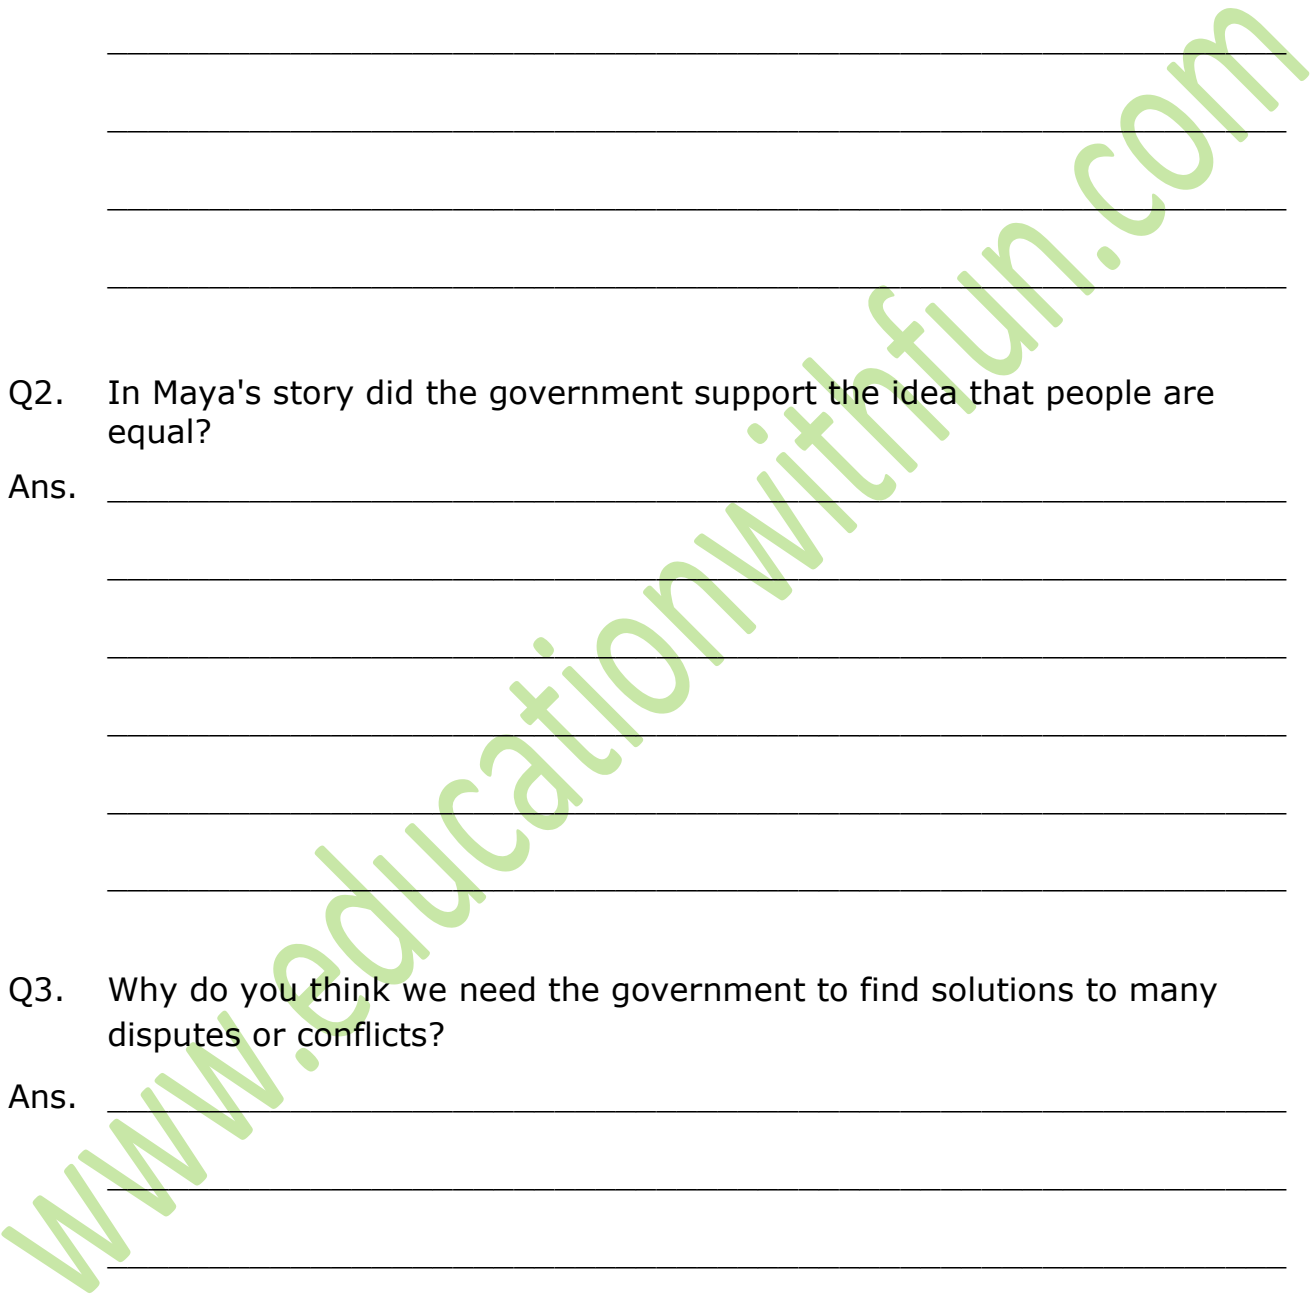 Q2. In Maya's story did the government support the idea that people are
equal?
Ans.
Q3. Why do you think we need the government to find solutions to many
disputes or conflicts?
Ans.
www.educationwithfun.com